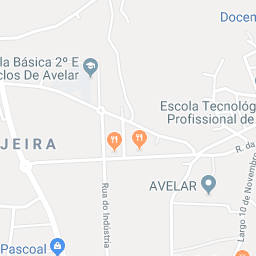 Docen
la Básica 2º E
clos De Avelar
Escola Tecnológ
Profissional de
JEIRA
R. da
AVELAR
Rua do Indústria
Largo 10 de Novembro
Pascoal